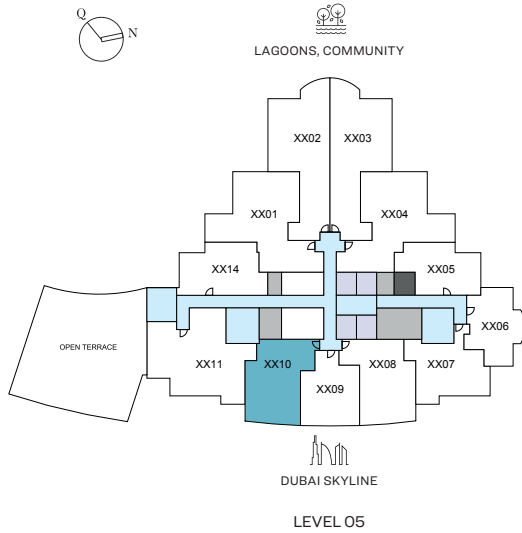 Q
N
LAGOONS, COMMUNITY
XX02 XX03
XX01 XX04
XX14 XX05
XX06
OPEN TERRACE
XX11 XX10 XX08 XX07
XX09
DUBAI SKYLINE
LEVEL 05